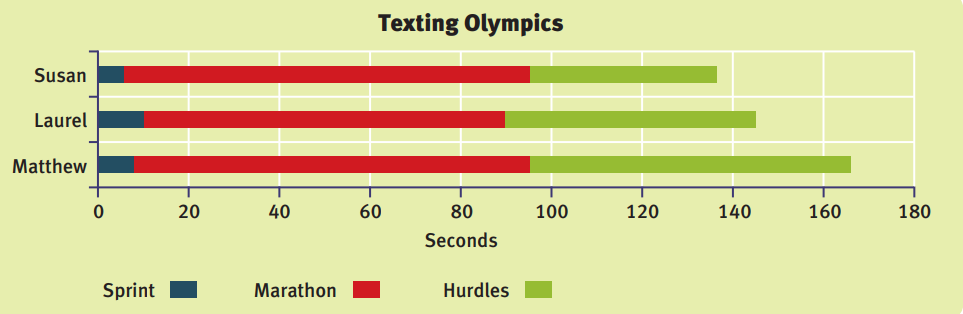 Texting Olympics
Susan
Laurel
Matthew
0 20 40 60 80 100 120 140 160 180
Seconds
Sprint Marathon Hurdles